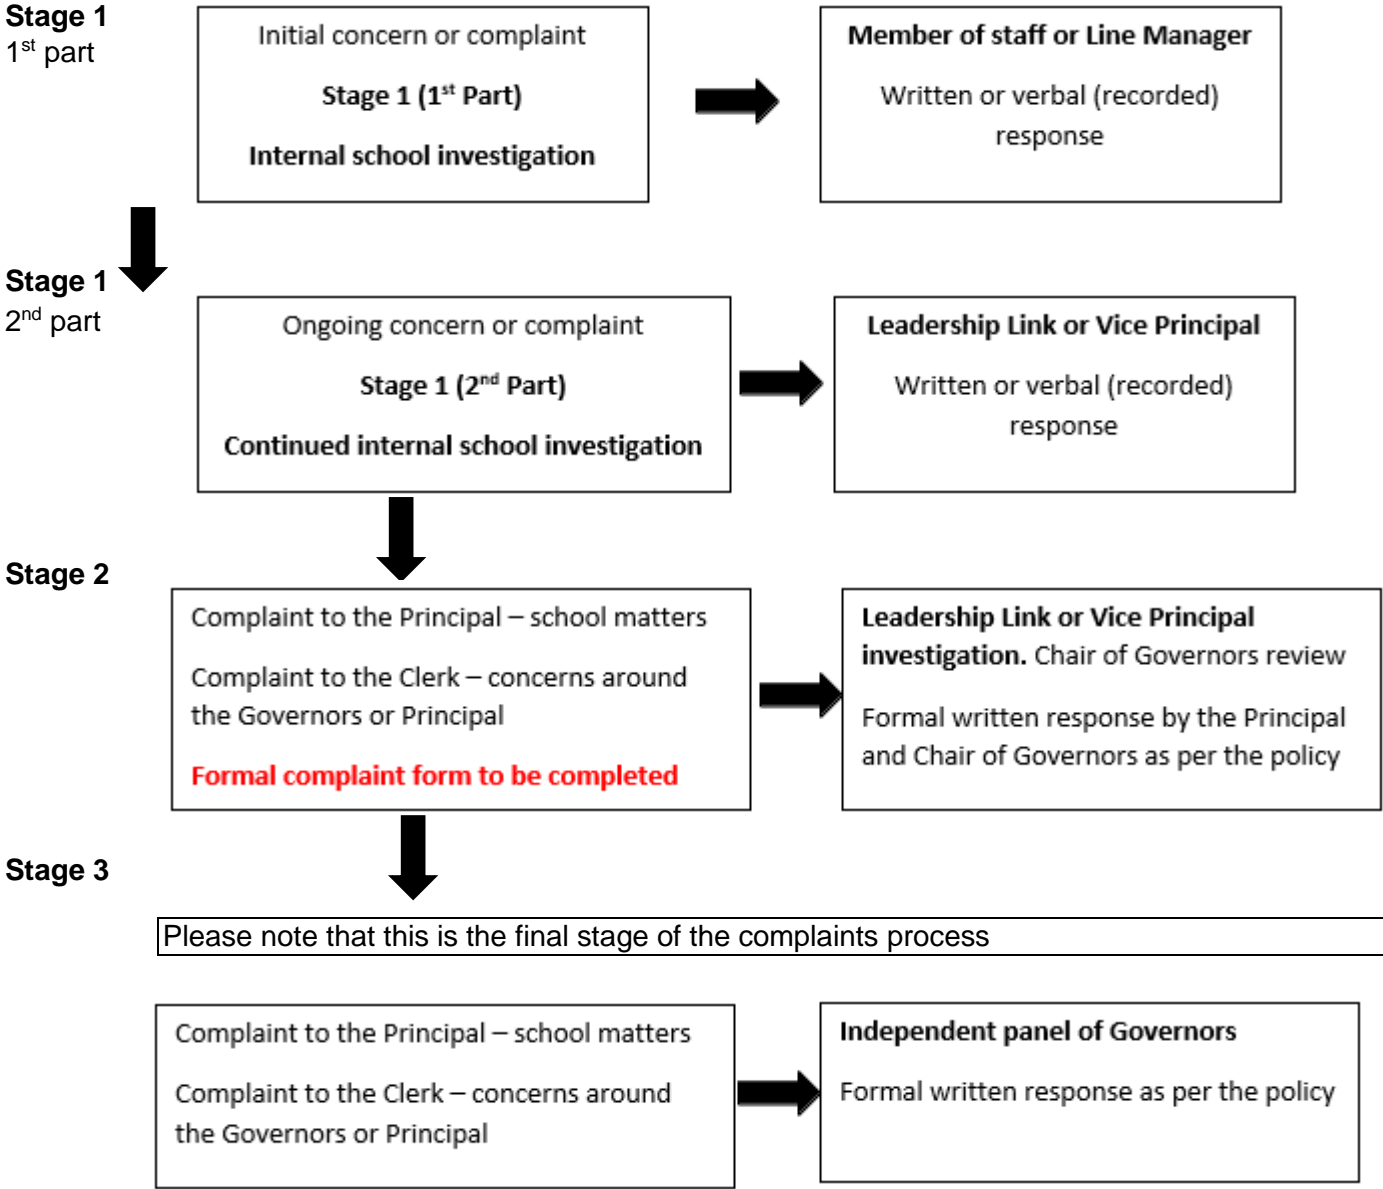 Stage 1
1st part
Initial concern or complaint
Stage 1 (1st Part)
Internal school investigation
Member of staff or Line Manager
Written or verbal (recorded)
response
Stage 1
2nd part
Ongoing concern or complaint
Stage 1 (2nd Part)
Continued internal school investigation
Leadership Link or Vice Principal
Written or verbal (recorded)
response
Stage 2
Complaint to the Principal – school matters
Complaint to the Clerk – concerns around
the Governors or Principal
Formal complaint form to be completed
Leadership Link or Vice Principal
investigation. Chair of Governors review
Formal written response by the Principal
and Chair of Governors as per the policy
Stage 3
Please note that this is the final stage of the complaints process
Complaint to the Principal – school matters
Complaint to the Clerk – concerns around
the Governors or Principal
Independent panel of Governors
Formal written response as per the policy